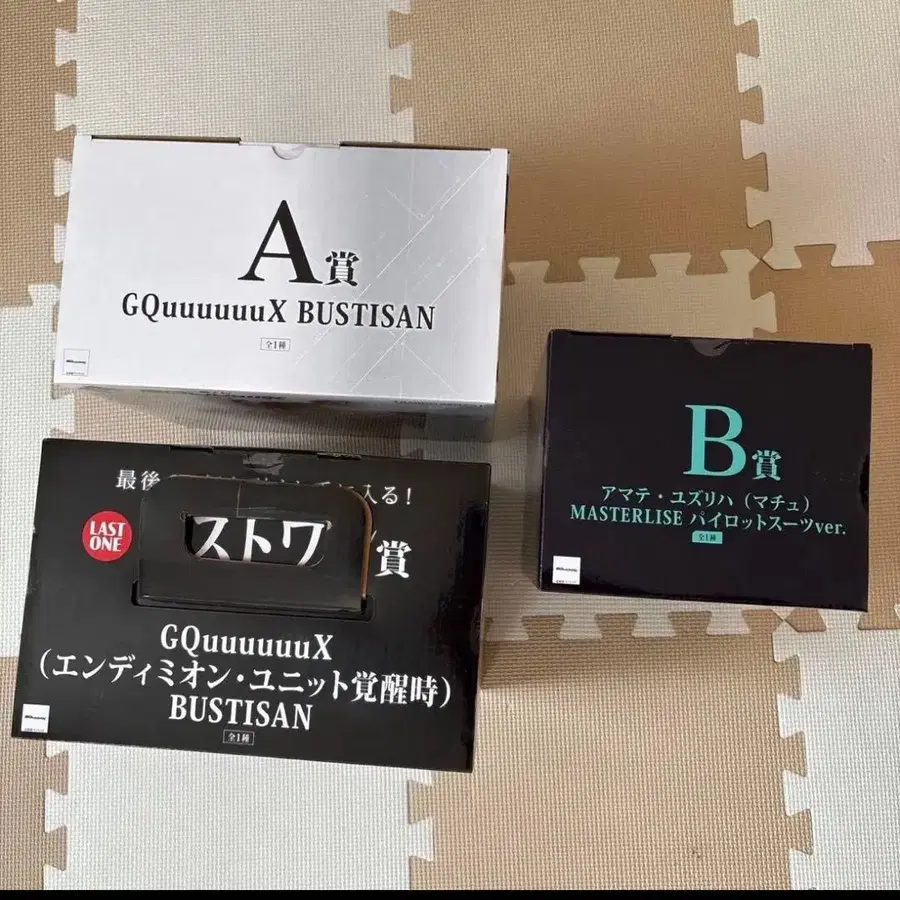 A賞
GQuuuuuuX BUSTISAN
全1種
B賞
アマテ・ユズリハ（マチュ）
MASTERLISE パイロットスーツver.
全1種
最後
入る！
LAST
ONE
ストワ
賞
GQuuuuuuX
（エンディミオン・ユニット覚醒時）
BUSTISAN
全1種